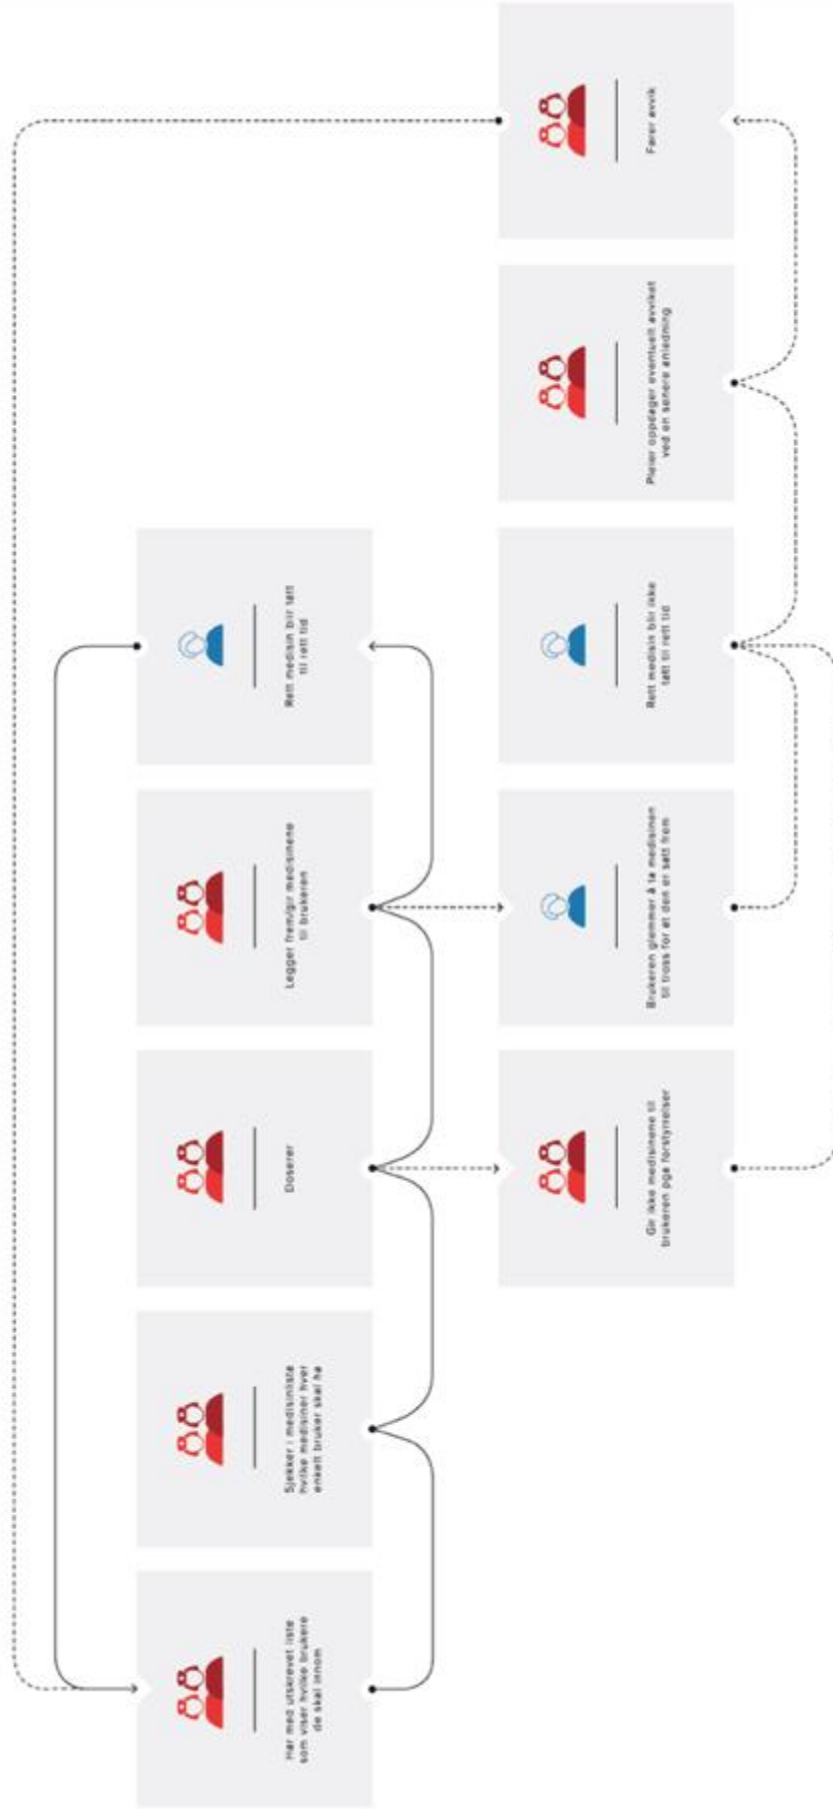 Har med utskrevet liste
som viser hvilke brukere
de skal innom
Sjekker i medisinliste
hvilke medisiner hver
enkelt bruker skal ha
Doserer
Legger frem/gir medisinene
til brukeren
Rett medisin blir tatt
til rett tid
Gir ikke medisinene til
brukeren pga forstyrrelser
Brukeren glemmer å ta medisinen
til tross for at den er satt frem
Rett medisin blir ikke
tatt til rett tid
Pleier oppdager eventuelt avviket
ved en senere anledning
Fører avvik